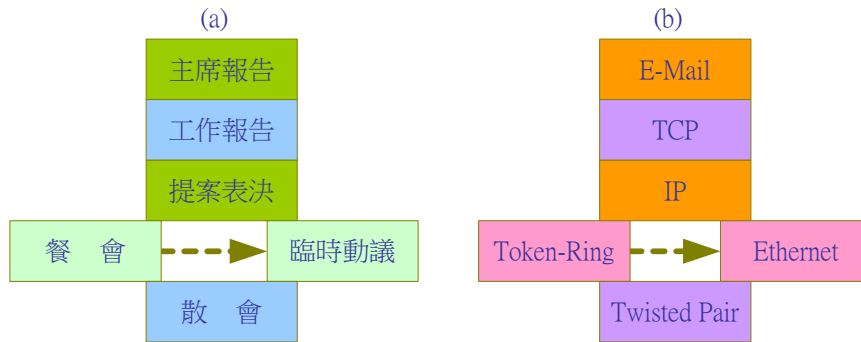 (a)
主席報告
工作報告
提案表決
餐 會
臨時動議
散 會
(b)
E-Mail
TCP
IP
Token-Ring
Ethernet
Twisted Pair